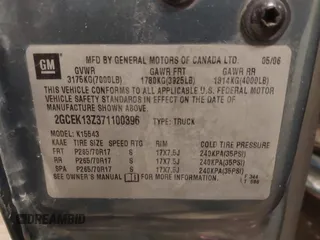 GM
MFD BY GENERAL MOTORS OF CANADA LTD. 05/06
GVWR GAWR FRT GAWR RR
3175KG(7000LB) 1780KG(3925LB) 1814KG(4000LB)
THIS VEHICLE CONFORMS TO ALL APPLICABLE U.S. FEDERAL MOTOR
VEHICLE SAFETY STANDARDS IN EFFECT ON THE DATE OF
MANUFACTURE SHOWN ABOVE.
2GCEK13Z371100396 TYPE: TRUCK
MODEL: K15543
TIRE SIZE SPEED RTG RIM COLD TIRE PRESSURE
FRT P265/70R17 17X7.5J 240KPA(35PSI)
RR P265/70R17 17X7.5J 240KPA(35PSI)
SPA P265/70R17 17X7.5J 240KPA(35PSI)
SEE OWNER'S MANUAL FOR MORE INFORMATION.
IDREAMBID